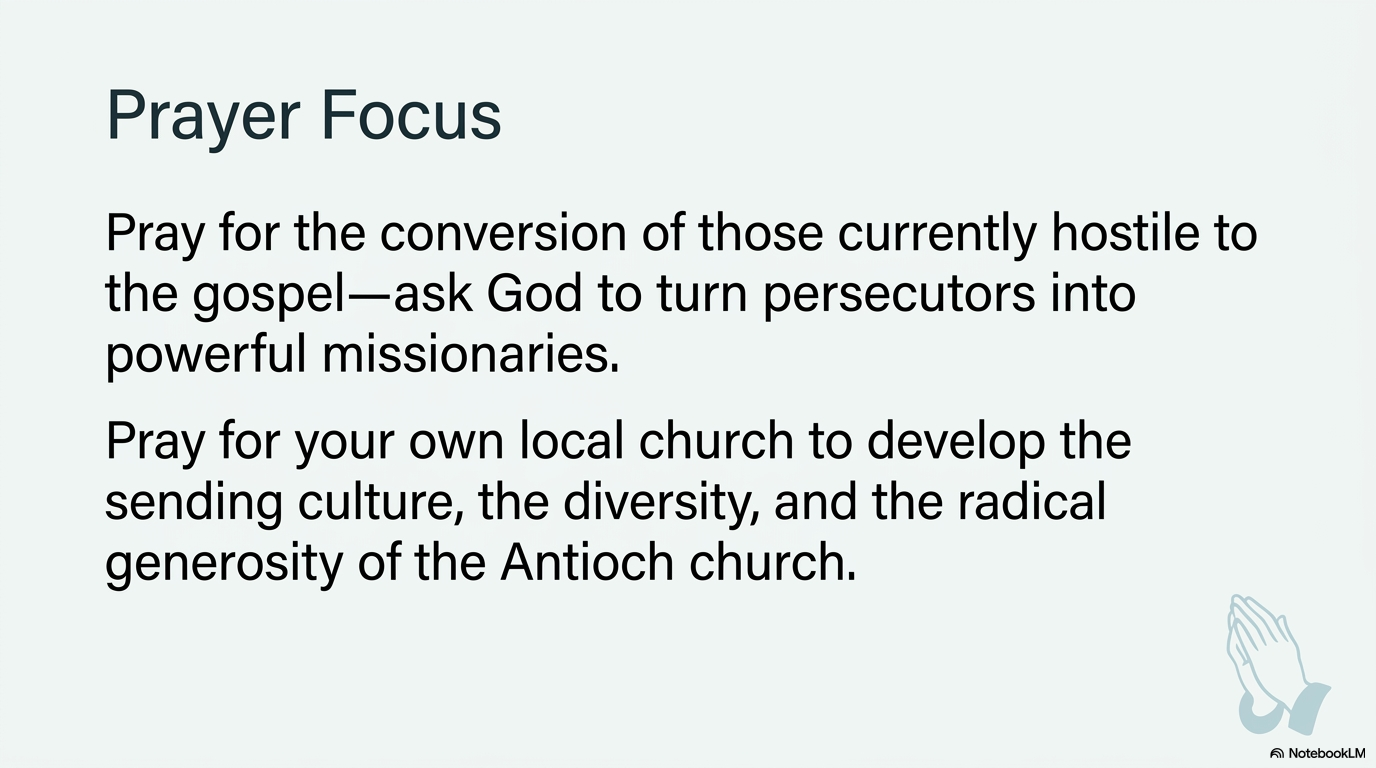 Prayer Focus
Pray for the conversion of those currently hostile to
the gospel—ask God to turn persecutors into
powerful missionaries.
Pray for your own local church to develop the
sending culture, the diversity, and the radical
generosity of the Antioch church.
NotebookLM